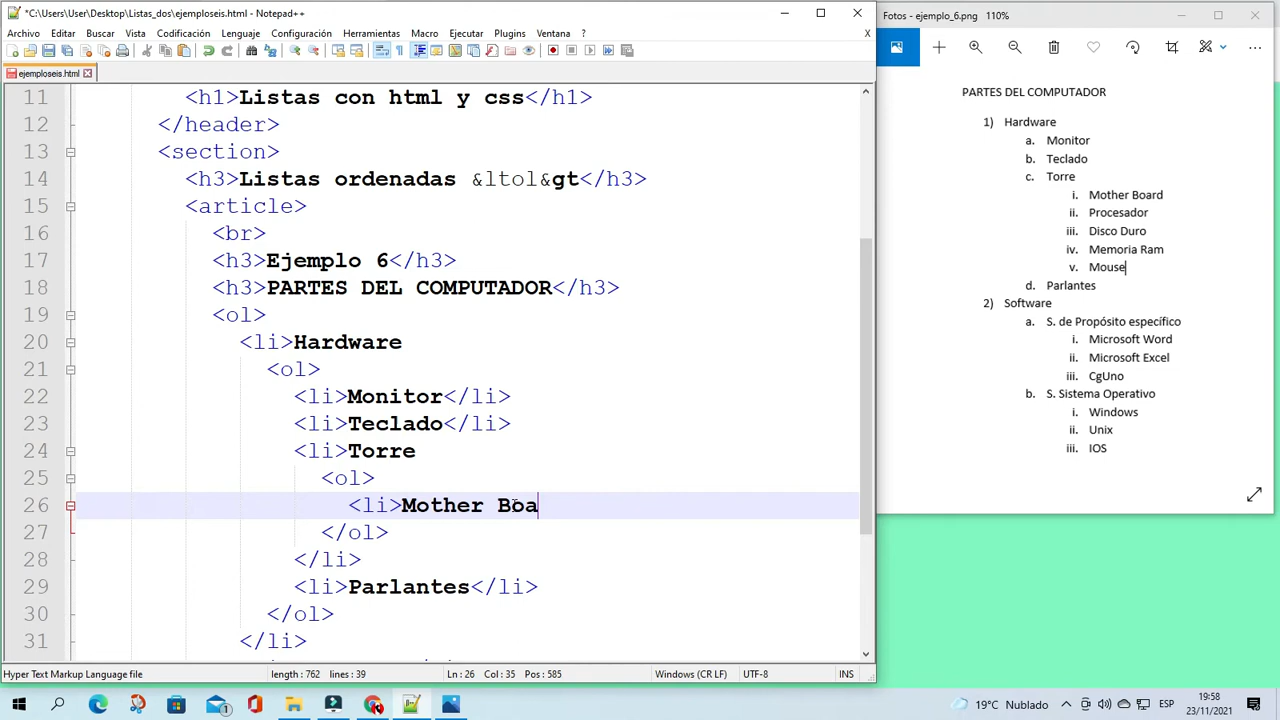 *C:\Users\User\Desktop\Listas_dos\ejemploseis.html - Notepad++
Archivo Editar Buscar Vista Codificación Lenguaje Configuración Herramientas Macro Ejecutar Plugins Ventana ? X
ejemploseis.html
11 <h1>Listas con html y css</h1>
12 </header>
13 <section>
14 <h3>Listas ordenadas &ltol&gt</h3>
15 <article>
16 <br>
17 <h3>Ejemplo 6</h3>
18 <h3>PARTES DEL COMPUTADOR</h3>
19 <ol>
20 <li>Hardware
21 <ol>
22 <li>Monitor</li>
23 <li>Teclado</li>
24 <li>Torre
25 <ol>
26 <li>Mother Boa
27 </ol>
28 </li>
29 <li>Parlantes</li>
30 </ol>
31 </li>
Hyper Text Markup Language file length : 762 lines : 39 Ln : 26 Col : 35 Pos : 585 Windows (CR LF) UTF-8 INS
Fotos - ejemplo_6.png 110%
PARTES DEL COMPUTADOR
1) Hardware
a. Monitor
b. Teclado
c. Torre
i. Mother Board
ii. Procesador
iii. Disco Duro
iv. Memoria Ram
v. Mouse
d. Parlantes
2) Software
a. S. de Propósito específico
i. Microsoft Word
ii. Microsoft Excel
iii. CgUno
b. S. Sistema Operativo
i. Windows
ii. Unix
iii. IOS
19°C Nublado ESP 19:58
23/11/2021